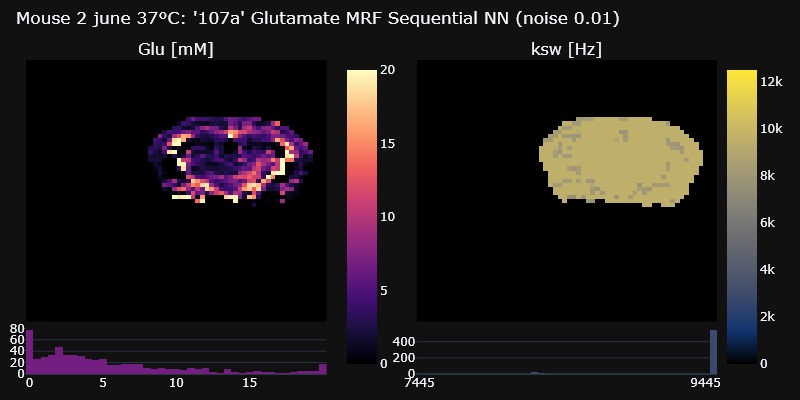 Mouse 2 june 37ºC: '107a' Glutamate MRF Sequential NN (noise 0.01)
Glu [mM]
ksw [Hz]
20
15
10
5
0
12k
10k
8k
6k
4k
2k
0
80
60
40
20
0
0
5
10
15
400
200
0
7445
9445